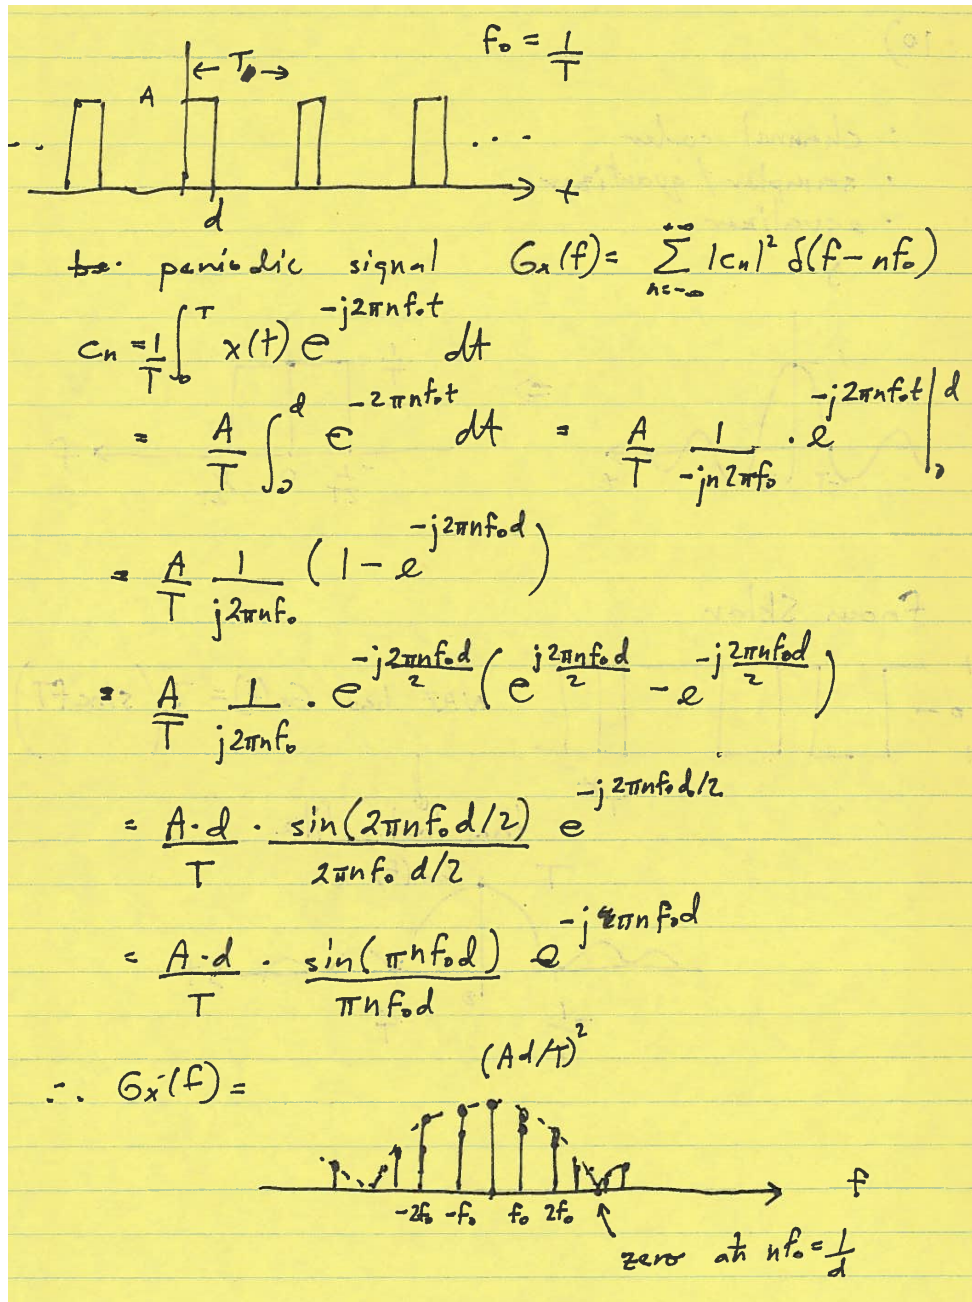 f₀ = 1/T
← T₀ →
A
... ...
t
d
periodic signal Gx(f) = ∑_{n=-∞}^{+∞} |cn|² δ(f - nf₀)
cn = 1/T ∫₀^T x(t) e^{-j2πnf₀t} dt
= A/T ∫₀^d e^{-2πnf₀t} dt = A/T 1/(-jn2πf₀) · e^{-j2πnf₀t} |₀^d
= A/T 1/(j2πnf₀) (1 - e^{-j2πnf₀d})
= A/T 1/(j2πnf₀) · e^{-j2πnf₀d/2} (e^{j2πnf₀d/2} - e^{-j2πnf₀d/2})
= A·d/T · sin(2πnf₀d/2)/(2πnf₀ d/2) e^{-j2πnf₀d/2}
= A·d/T · sin(πnf₀d)/(πnf₀d) e^{-jπnf₀d}
(Ad/T)²
∴ Gx(f) =
f
-2f₀ -f₀ f₀ 2f₀
zero at nf₀ = 1/d